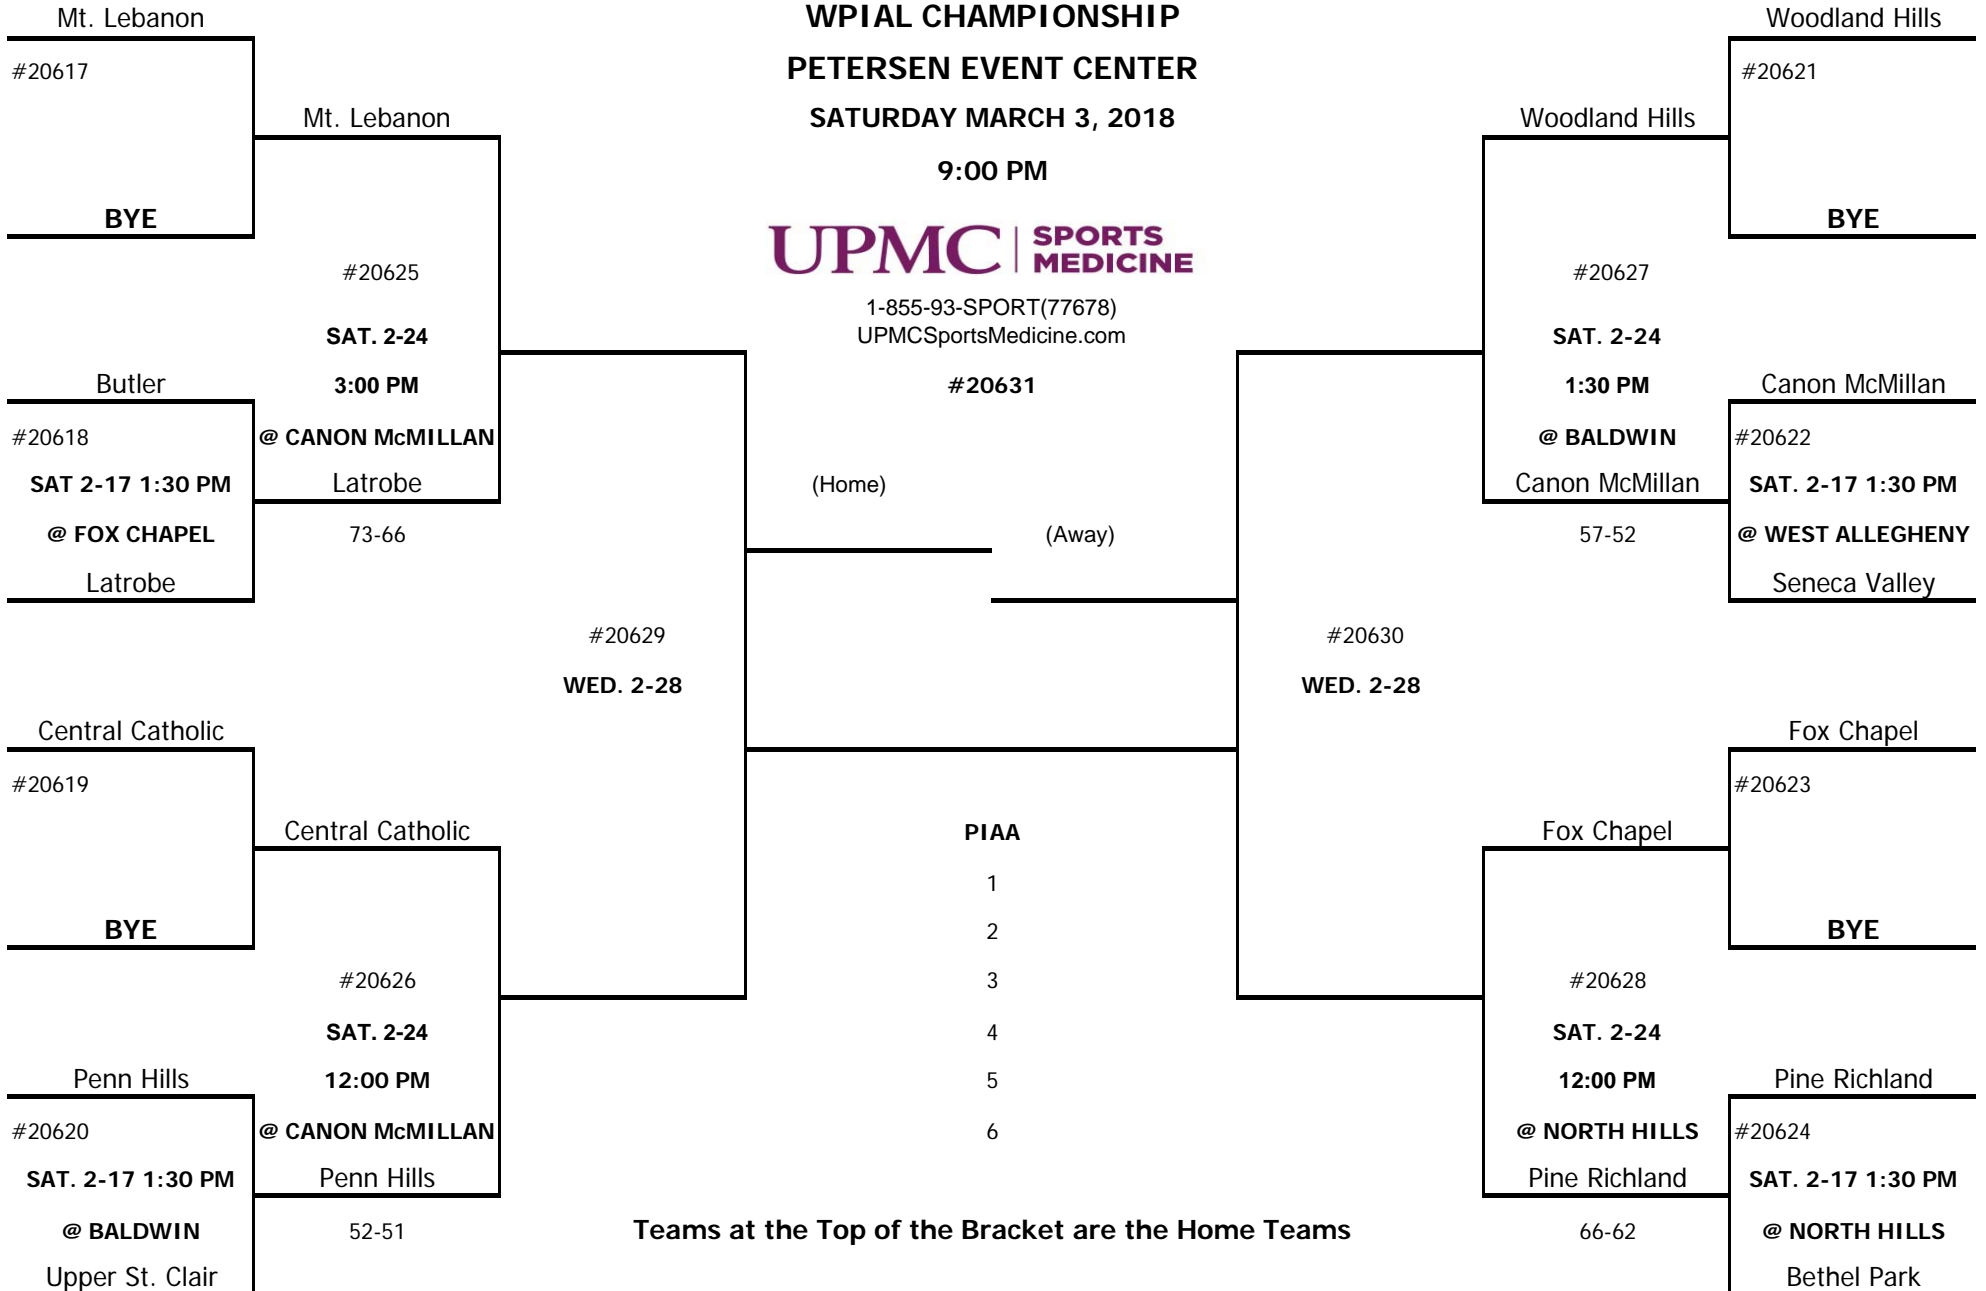 Mt. Lebanon
WPIAL CHAMPIONSHIP
Woodland Hills
#20617
PETERSEN EVENT CENTER
#20621
Mt. Lebanon
SATURDAY MARCH 3, 2018
Woodland Hills
9:00 PM
BYE
BYE
UPMC | SPORTS
MEDICINE
#20625
#20627
1-855-93-SPORT(77678)
SAT. 2-24
UPMCSportsMedicine.com
SAT. 2-24
Butler
3:00 PM
#20631
1:30 PM
Canon McMillan
#20618
@ CANON McMILLAN
@ BALDWIN
#20622
SAT 2-17 1:30 PM
Latrobe
(Home)
Canon McMillan
SAT. 2-17 1:30 PM
@ FOX CHAPEL
73-66
(Away)
57-52
@ WEST ALLEGHENY
Latrobe
Seneca Valley
#20629
#20630
WED. 2-28
WED. 2-28
Central Catholic
Fox Chapel
#20619
#20623
Central Catholic
PIAA
Fox Chapel
1
BYE
2
BYE
#20626
3
#20628
SAT. 2-24
4
SAT. 2-24
Penn Hills
12:00 PM
5
12:00 PM
Pine Richland
#20620
@ CANON McMILLAN
6
@ NORTH HILLS
#20624
SAT. 2-17 1:30 PM
Penn Hills
Pine Richland
SAT. 2-17 1:30 PM
@ BALDWIN
52-51
Teams at the Top of the Bracket are the Home Teams
66-62
@ NORTH HILLS
Upper St. Clair
Bethel Park